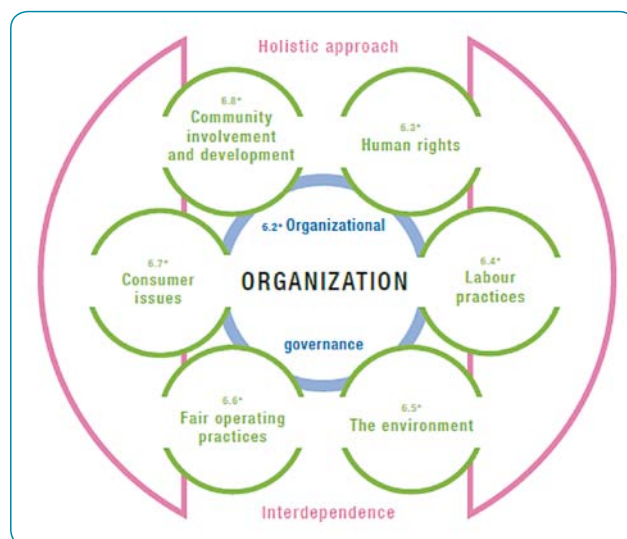 Holistic approach
6.8*
Community
involvement
and development
6.3*
Human rights
6.2* Organizational
6.7*
Consumer
issues
ORGANIZATION
6.4*
Labour
practices
governance
6.6*
Fair operating
practices
6.5*
The environment
Interdependence